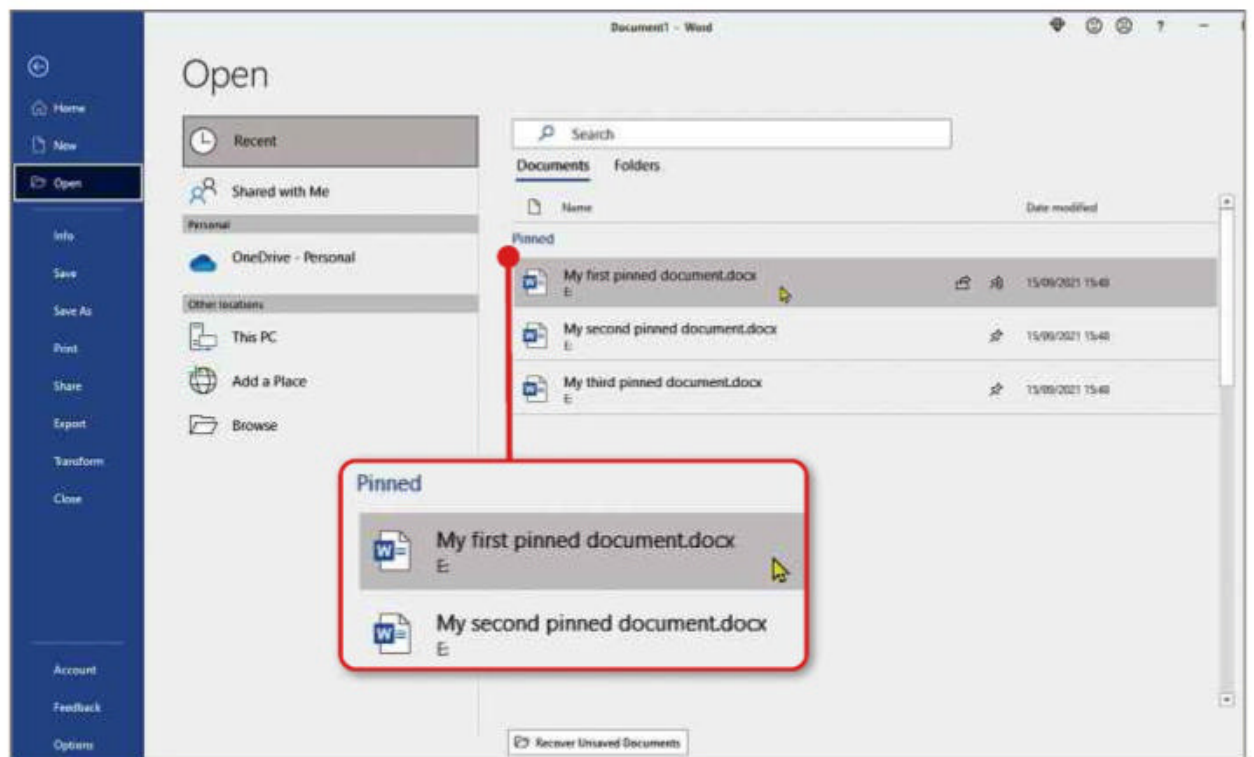 Document1 - Word
?
Home
New
Open
Info
Save
Save As
Print
Share
Export
Transform
Close
Account
Feedback
Options
Open
Recent
Shared with Me
Personal
OneDrive - Personal
Other locations
This PC
Add a Place
Browse
Search
Documents Folders
Name Date modified
Pinned
My first pinned document.docx
E:
15/09/2021 15:48
My second pinned document.docx
E:
15/09/2021 15:48
My third pinned document.docx
E:
15/09/2021 15:48
Pinned
My first pinned document.docx
E:
My second pinned document.docx
E:
Recover Unsaved Documents